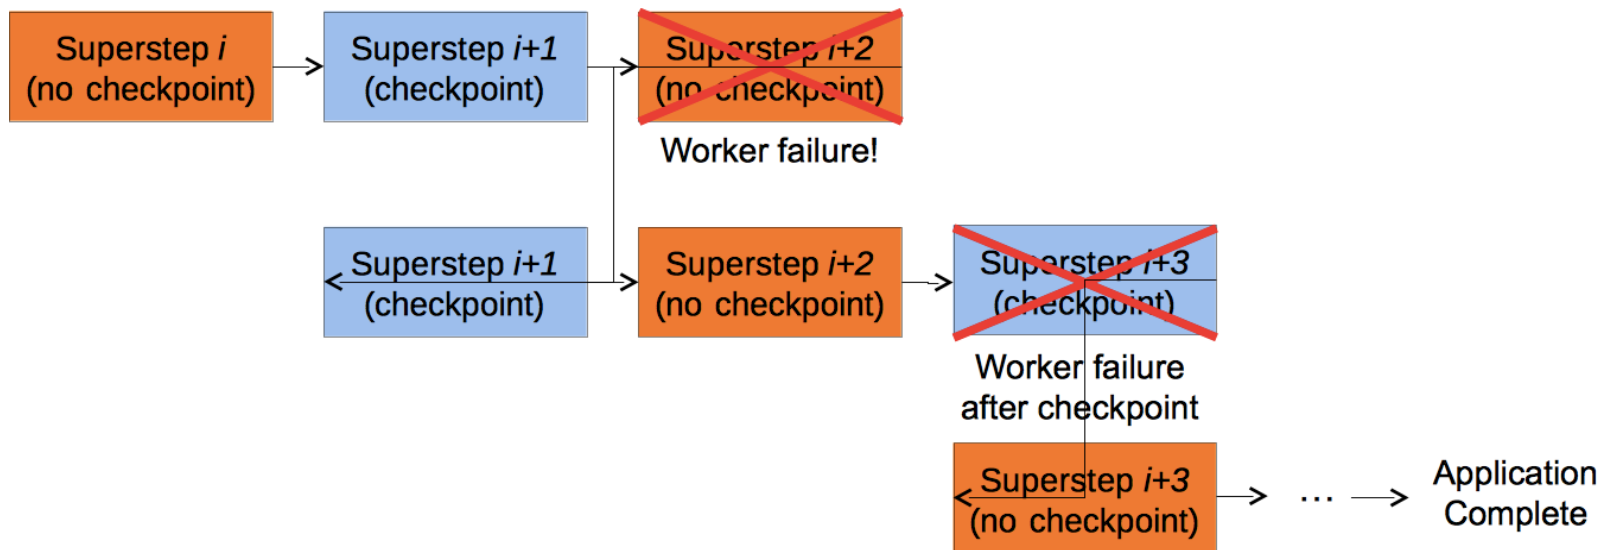 Superstep i
(no checkpoint)
Superstep i+1
(checkpoint)
Superstep i+2
(no checkpoint)
Worker failure!
Superstep i+1
(checkpoint)
Superstep i+2
(no checkpoint)
Superstep i+3
(checkpoint)
Worker failure
after checkpoint
Superstep i+3
(no checkpoint)
...
Application
Complete